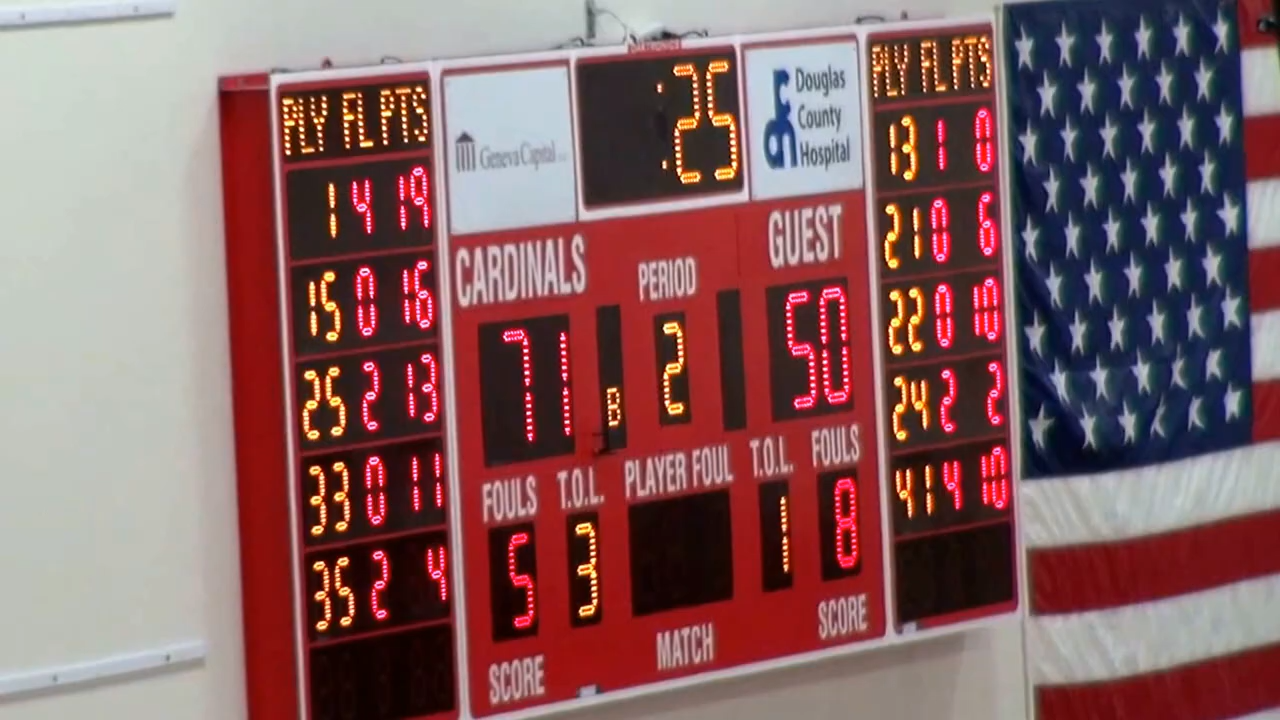 DAKTRONICS
PLY FL PTS
1 4 19
15 0 16
25 2 13
33 0 11
35 2 4
Geneva Capital
:25
Douglas
County
Hospital
CARDINALS
PERIOD
GUEST
71
B
2
50
FOULS
T.O.L.
PLAYER FOUL
T.O.L.
FOULS
5
3
1
8
SCORE
MATCH
SCORE
PLY FL PTS
13 1 0
21 0 6
22 0 10
24 2 2
41 4 10